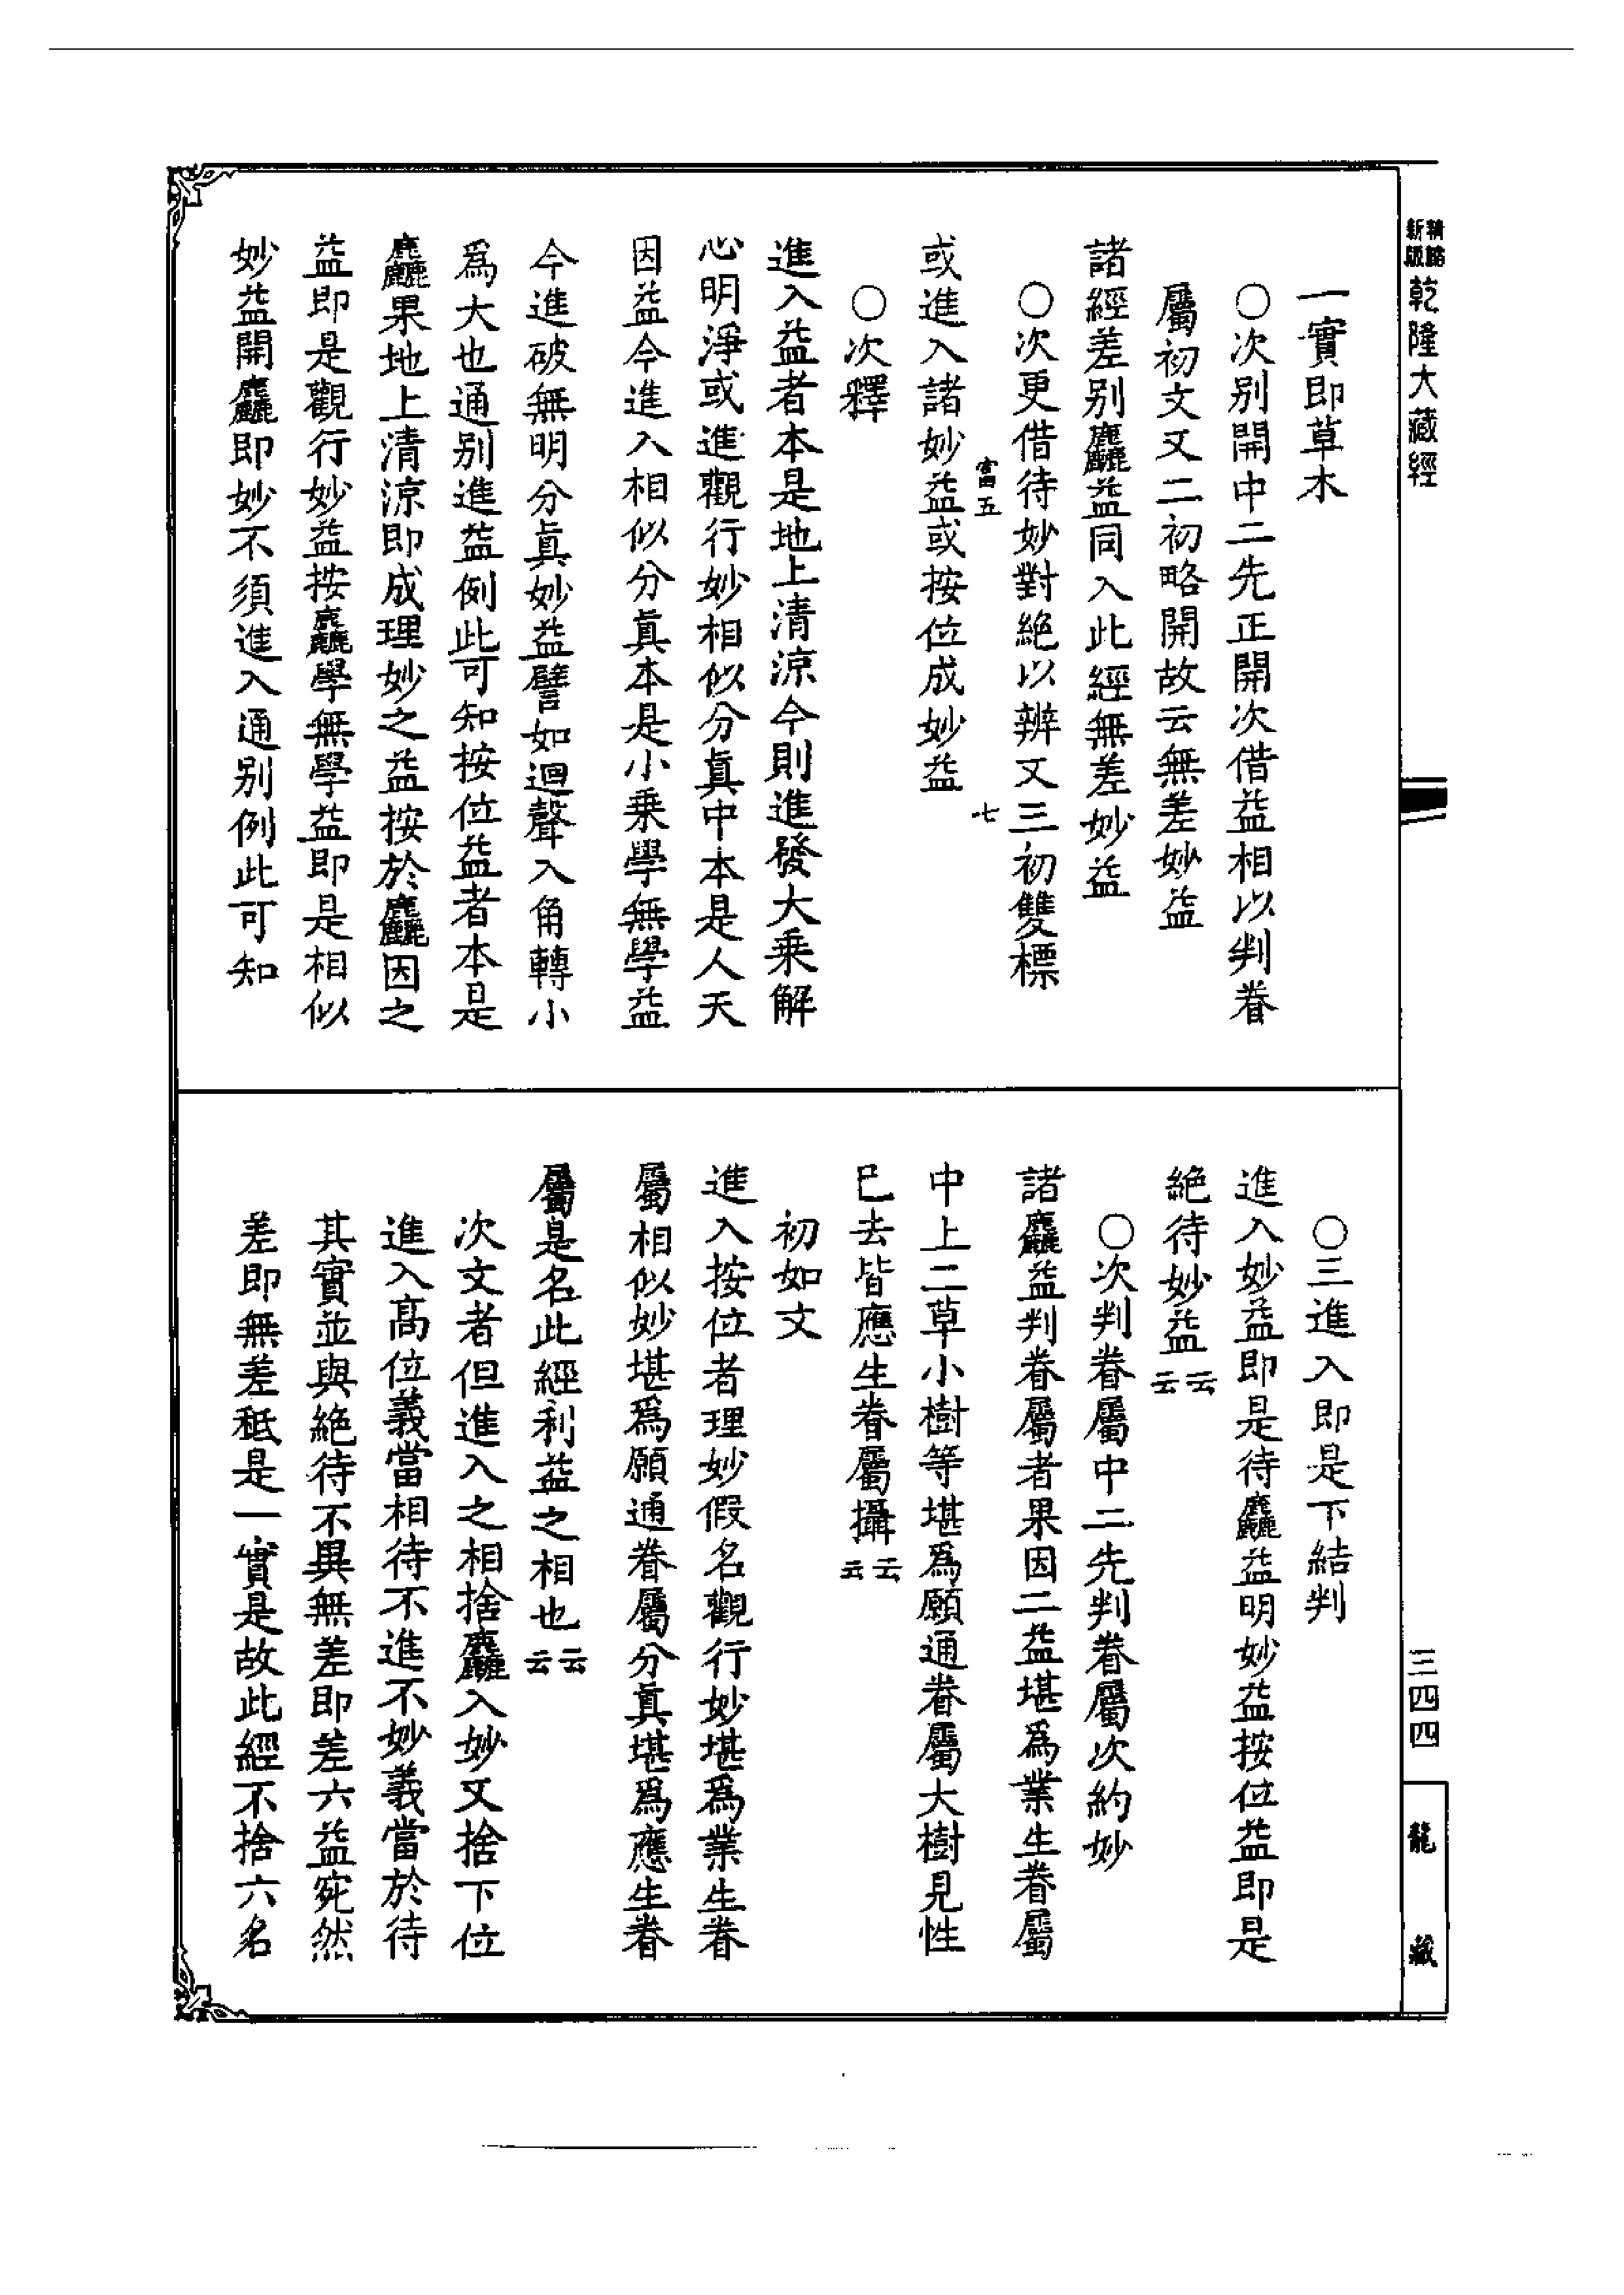 精縮新版乾隆大藏經
一實即草木
○次別開中二先正開次借益相以判眷
屬初文又二初略開故云無差妙益
諸經差別麤益同入此經無差妙益
○次更借待妙對絕以辨又三初雙標
富五 七
或進入諸妙益或按位成妙益
○次釋
進入益者本是地上清涼今則進發大乘解
心明淨或進觀行妙相似分真中本是人天
因益今進入相似分真本是小乘學無學益
今進破無明分真妙益譬如迴聲入角轉小
為大也通別進益例此可知按位益者本是
麤果地上清涼即成理妙之益按於麤因之
益即是觀行妙益按麤學無學益即是相似
妙益開麤即妙不須進入通別例此可知
○三進入即是下結判
進入妙益即是待麤益明妙益按位益即是
絕待妙益云云
○次判眷屬中二先判眷屬次約妙
諸麤益判眷屬者果因二益堪為業生眷屬
中上二草小樹等堪為願通眷屬大樹見性
巳去皆應生眷屬攝云云
初如文
進入按位者理妙假名觀行妙堪為業生眷
屬相似妙堪為願通眷屬分真堪為應生眷
屬是名此經利益之相也云云
次文者但進入之相捨麤入妙又捨下位
進入高位義當相待不進不妙義當於待
其實並與絕待不異無差即差六益宛然
差即無差秪是一實是故此經不捨六名
三四四
龍藏